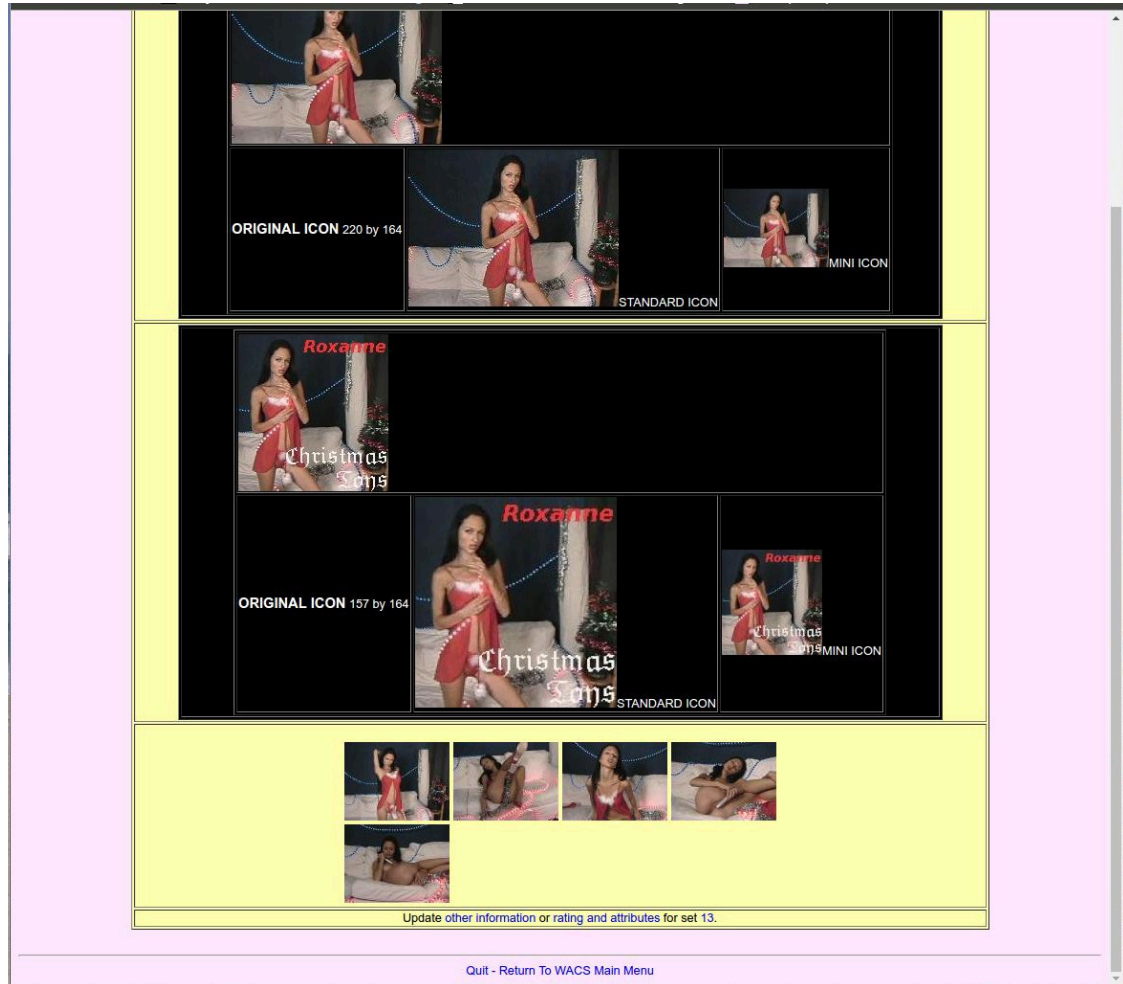 ORIGINAL ICON 220 by 164
STANDARD ICON
MINI ICON
Roxanne
Christmas
Toys
ORIGINAL ICON 157 by 164
Roxanne
Christmas
Toys
STANDARD ICON
Roxanne
Christmas
Toys
MINI ICON
Update other information or rating and attributes for set 13.
Quit - Return To WACS Main Menu